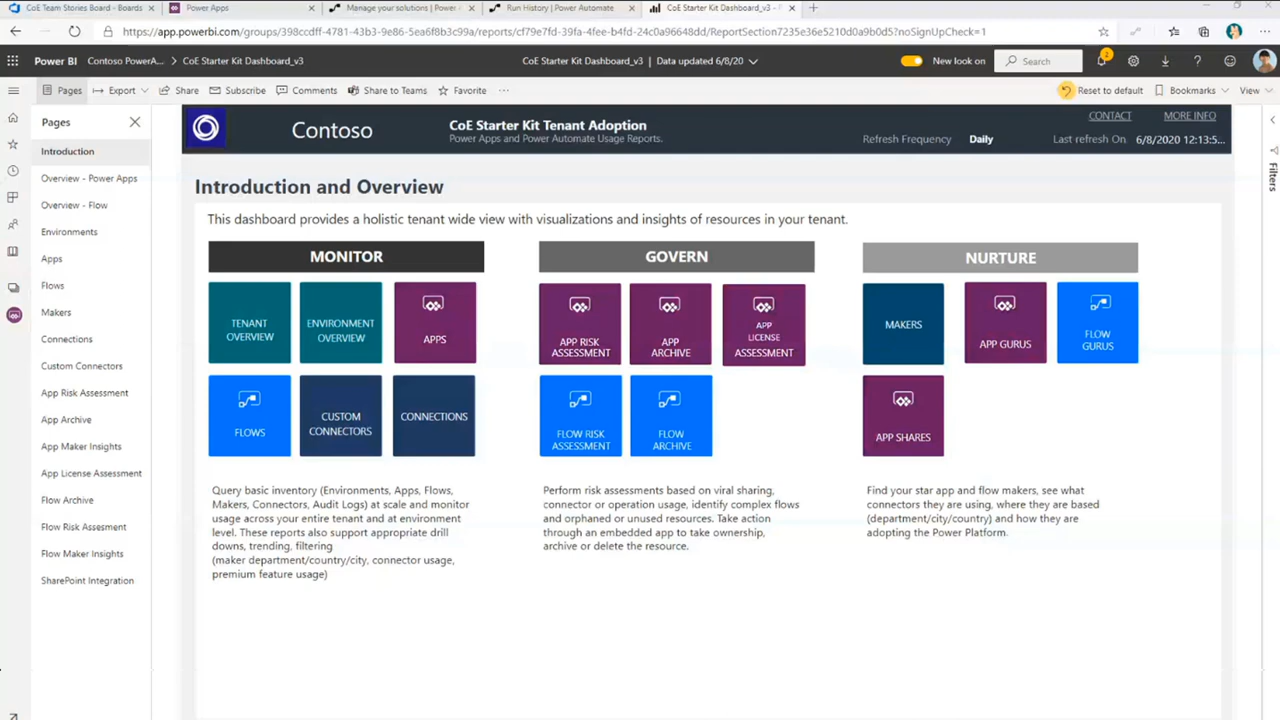 CoE Team Stories Board - Boards
Power Apps
Manage your solutions | Power
Run History | Power Automate
CoE Starter Kit Dashboard_v3 -
https://app.powerbi.com/groups/398ccdff-4781-43b3-9e86-5ea6f8b3c99a/reports/cf79e7fd-39fa-4fee-b4fd-24c0a96648dd/ReportSection7235e36e5210d0a9b0d5?noSignUpCheck=1
Power BI
Contoso PowerA... > CoE Starter Kit Dashboard_v3
CoE Starter Kit Dashboard_v3 | Data updated 6/8/20
New look on
Search
2
Pages
Export
Share
Subscribe
Comments
Share to Teams
Favorite
...
Reset to default
Bookmarks
View
Pages
Introduction
Overview - Power Apps
Overview - Flow
Environments
Apps
Flows
Makers
Connections
Custom Connectors
App Risk Assessment
App Archive
App Maker Insights
App License Assessment
Flow Archive
Flow Risk Assesment
Flow Maker Insights
SharePoint Integration
Contoso
CoE Starter Kit Tenant Adoption
Power Apps and Power Automate Usage Reports.
CONTACT
MORE INFO
Refresh Frequency
Daily
Last refresh On
6/8/2020 12:13:5...
Filters
Introduction and Overview
This dashboard provides a holistic tenant wide view with visualizations and insights of resources in your tenant.
MONITOR
TENANT
OVERVIEW
ENVIRONMENT
OVERVIEW
APPS
FLOWS
CUSTOM
CONNECTORS
CONNECTIONS
Query basic inventory (Environments, Apps, Flows,
Makers, Connectors, Audit Logs) at scale and monitor
usage across your entire tenant and at environment
level. These reports also support appropriate drill
downs, trending, filtering
(maker department/country/city, connector usage,
premium feature usage)
GOVERN
APP RISK
ASSESSMENT
APP
ARCHIVE
APP
LICENSE
ASSESSMENT
FLOW RISK
ASSESSMENT
FLOW
ARCHIVE
Perform risk assessments based on viral sharing,
connector or operation usage, identify complex flows
and orphaned or unused resources. Take action
through an embedded app to take ownership,
archive or delete the resource.
NURTURE
MAKERS
APP GURUS
FLOW
GURUS
APP SHARES
Find your star app and flow makers, see what
connectors they are using, where they are based
(department/city/country) and how they are
adopting the Power Platform.